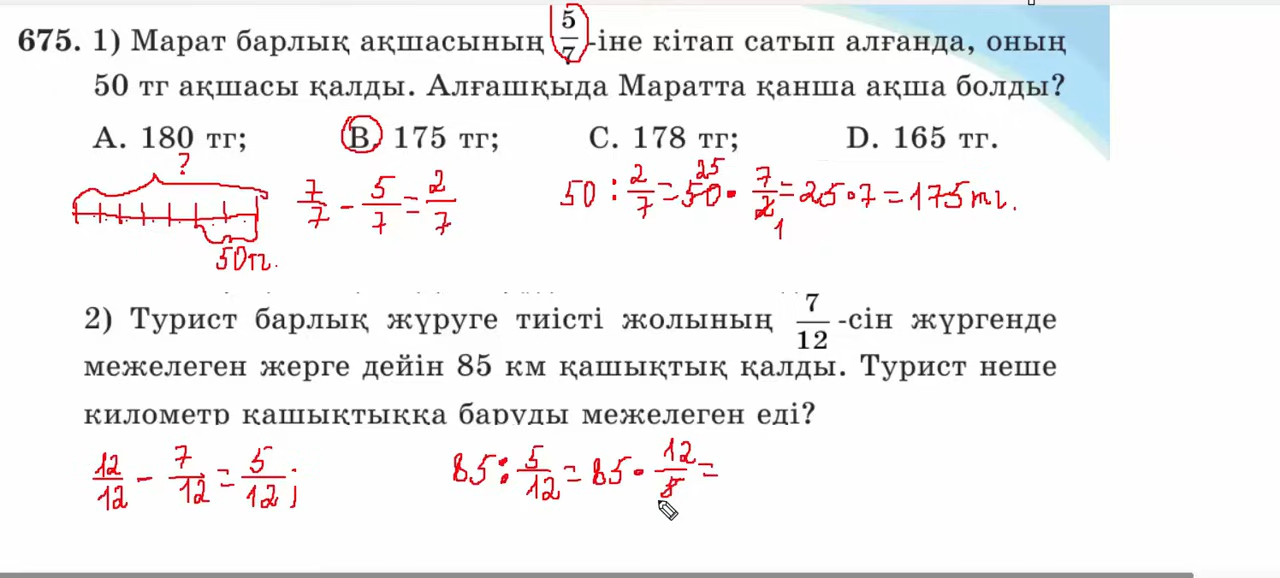 675. 1) Марат барлық ақшасының 5/7-іне кітап сатып алғанда, оның
50 тг ақшасы қалды. Алғашқыда Маратта қанша ақша болды?
А. 180 тг; В. 175 тг; С. 178 тг; D. 165 тг.
?
7/7 - 5/7 = 2/7 50 : 2/7 = 50 · 7/2 = 25 · 7 = 175 тг.
25
1
50тг.
2) Турист барлық жүруге тиісті жолының 7/12-сін жүргенде
межелеген жерге дейін 85 км қашықтық қалды. Турист неше
километр қашықтыққа баруды межелеген еді?
12/12 - 7/12 = 5/12; 85 : 5/12 = 85 · 12/5 =